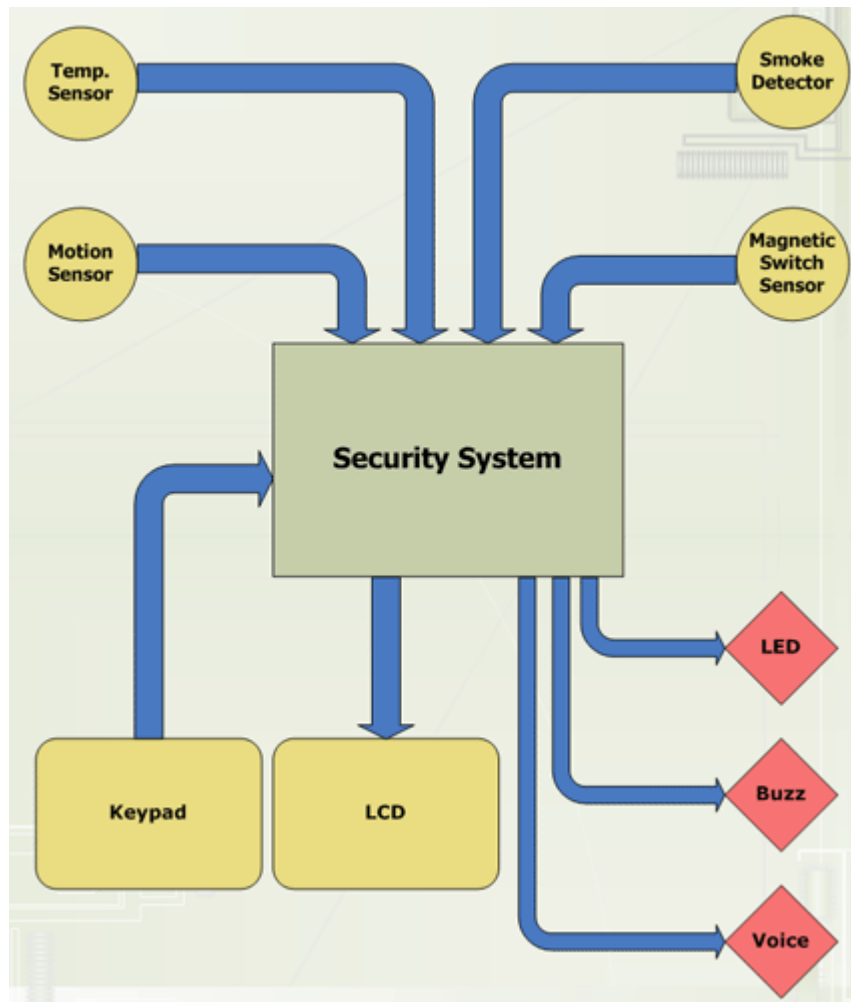 Temp.
Sensor
Smoke
Detector
Motion
Sensor
Magnetic
Switch
Sensor
Security System
LED
Keypad
LCD
Buzz
Voice